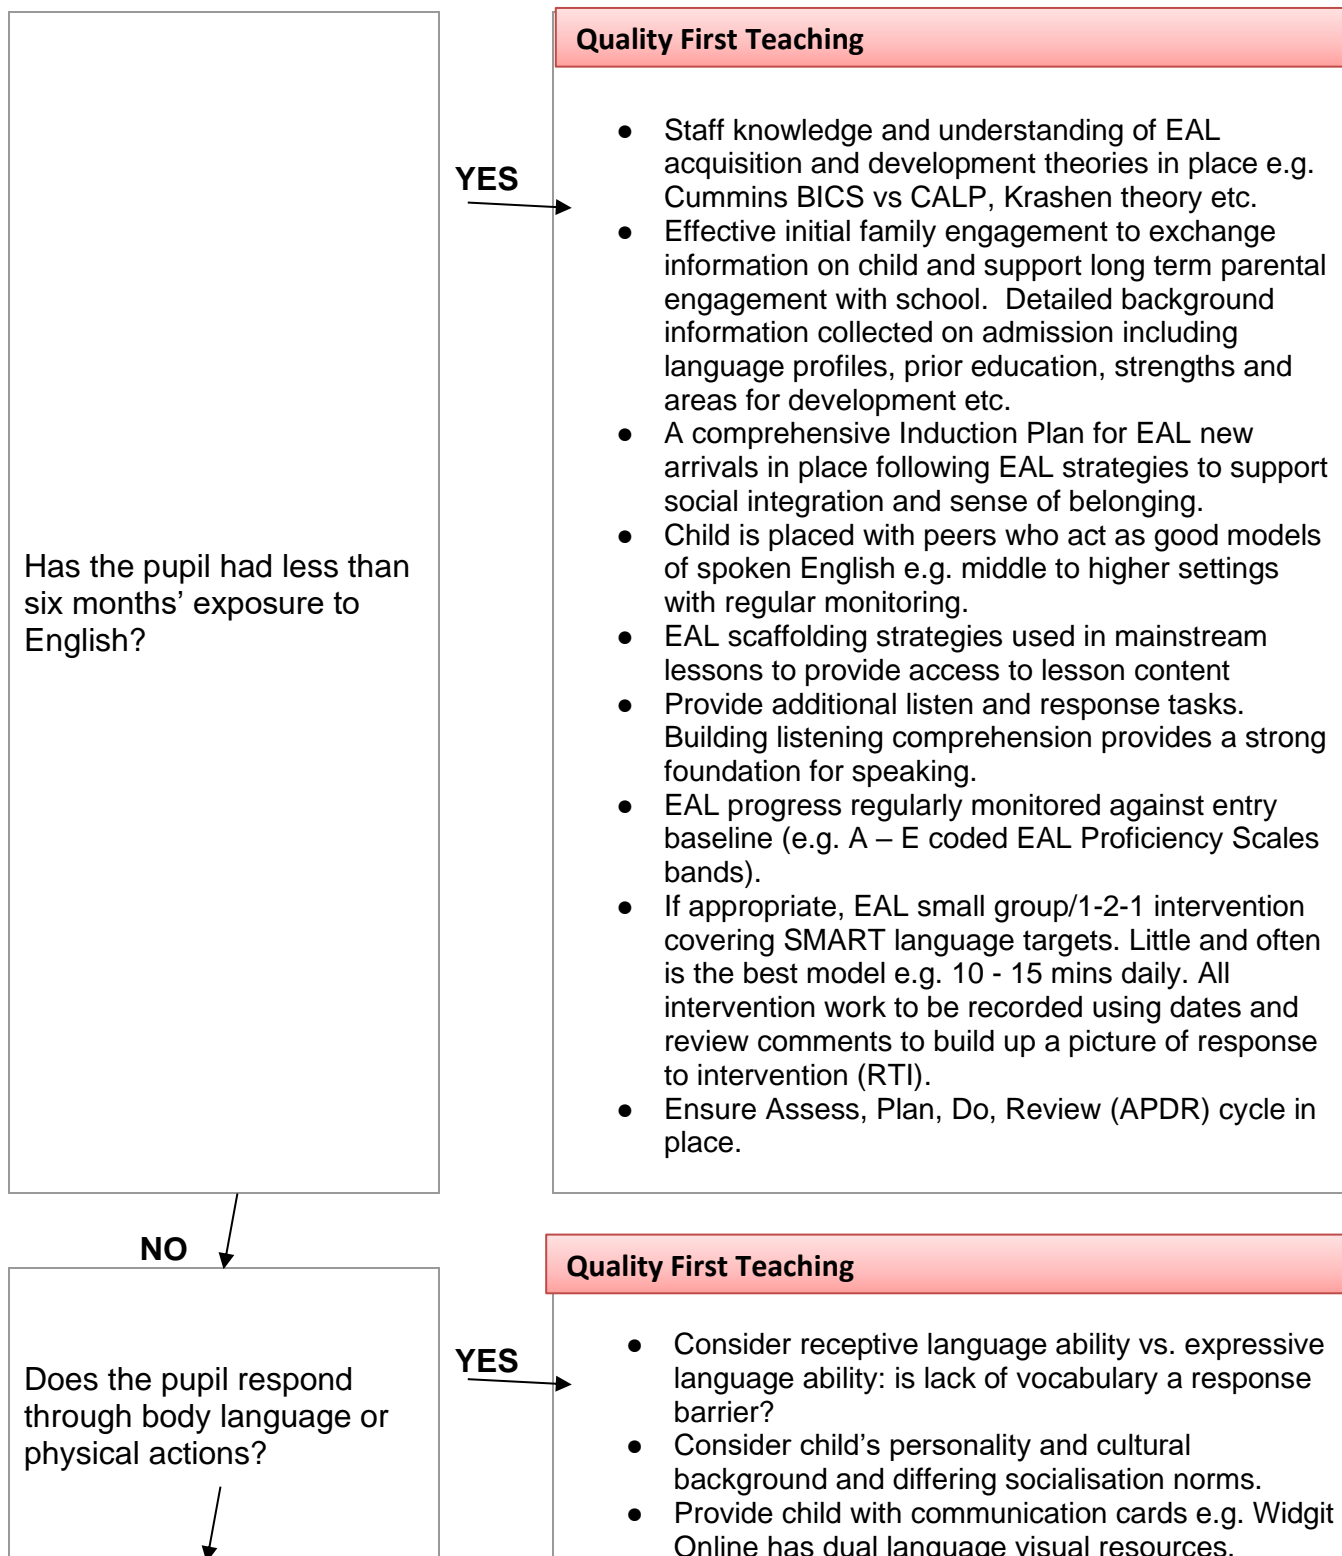 Has the pupil had less than
six months’ exposure to
English?
YES
Quality First Teaching
● Staff knowledge and understanding of EAL
acquisition and development theories in place e.g.
Cummins BICS vs CALP, Krashen theory etc.
● Effective initial family engagement to exchange
information on child and support long term parental
engagement with school.  Detailed background
information collected on admission including
language profiles, prior education, strengths and
areas for development etc.
● A comprehensive Induction Plan for EAL new
arrivals in place following EAL strategies to support
social integration and sense of belonging.
● Child is placed with peers who act as good models
of spoken English e.g. middle to higher settings
with regular monitoring.
● EAL scaffolding strategies used in mainstream
lessons to provide access to lesson content
● Provide additional listen and response tasks.
Building listening comprehension provides a strong
foundation for speaking.
● EAL progress regularly monitored against entry
baseline (e.g. A – E coded EAL Proficiency Scales
bands).
● If appropriate, EAL small group/1-2-1 intervention
covering SMART language targets. Little and often
is the best model e.g. 10 - 15 mins daily. All
intervention work to be recorded using dates and
review comments to build up a picture of response
to intervention (RTI).
● Ensure Assess, Plan, Do, Review (APDR) cycle in
place.
NO
Does the pupil respond
through body language or
physical actions?
YES
Quality First Teaching
● Consider receptive language ability vs. expressive
language ability: is lack of vocabulary a response
barrier?
● Consider child’s personality and cultural
background and differing socialisation norms.
● Provide child with communication cards e.g. Widgit
Online has dual language visual resources.